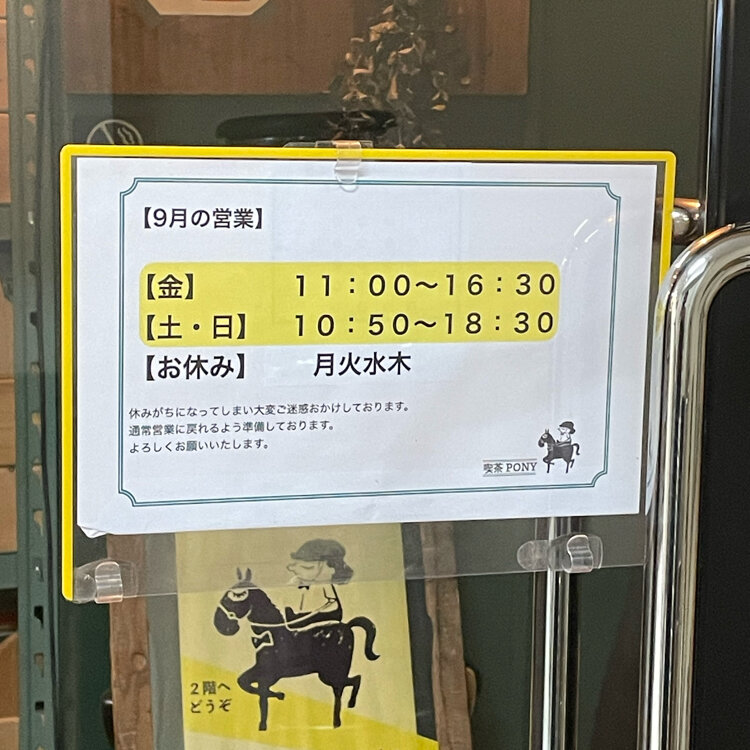 【9月の営業】
【金】 11：00～16：30
【土・日】 10：50～18：30
【お休み】 月火水木
休みがちになってしまい大変ご迷惑おかけしております。
通常営業に戻れるよう準備しております。
よろしくお願いいたします。
喫茶 PONY
2階へ
どうぞ